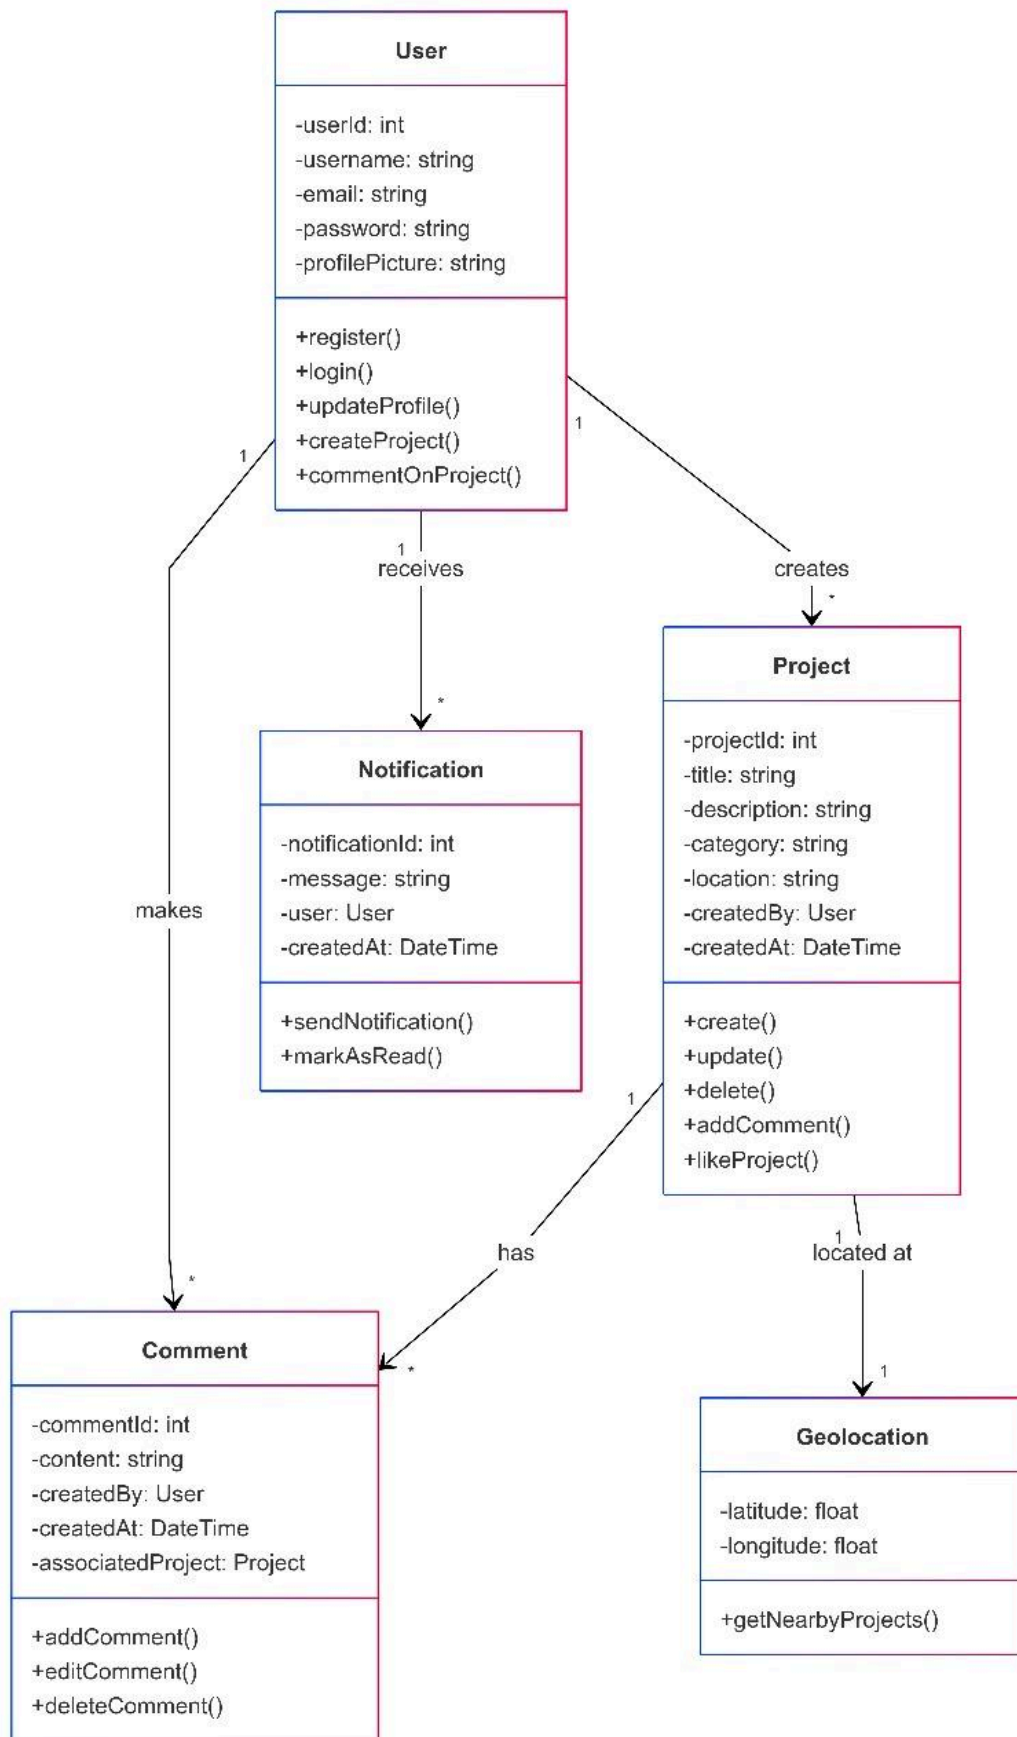 User
-userId: int
-username: string
-email: string
-password: string
-profilePicture: string
+register()
+login()
+updateProfile()
+createProject()
+commentOnProject()
1
1
1
receives
creates
*
*
Project
-projectId: int
-title: string
-description: string
-category: string
-location: string
-createdBy: User
-createdAt: DateTime
+create()
+update()
+delete()
+addComment()
+likeProject()
Notification
-notificationId: int
-message: string
-user: User
-createdAt: DateTime
+sendNotification()
+markAsRead()
makes
1
has
1
located at
*
*
1
Comment
-commentId: int
-content: string
-createdBy: User
-createdAt: DateTime
-associatedProject: Project
+addComment()
+editComment()
+deleteComment()
Geolocation
-latitude: float
-longitude: float
+getNearbyProjects()